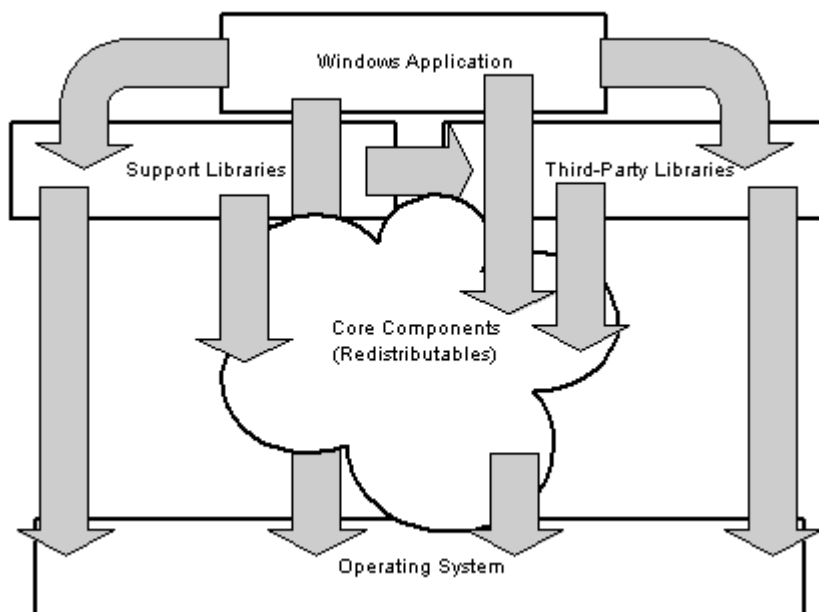 Windows Application
Support Libraries
Third-Party Libraries
Core Components
(Redistributables)
Operating System